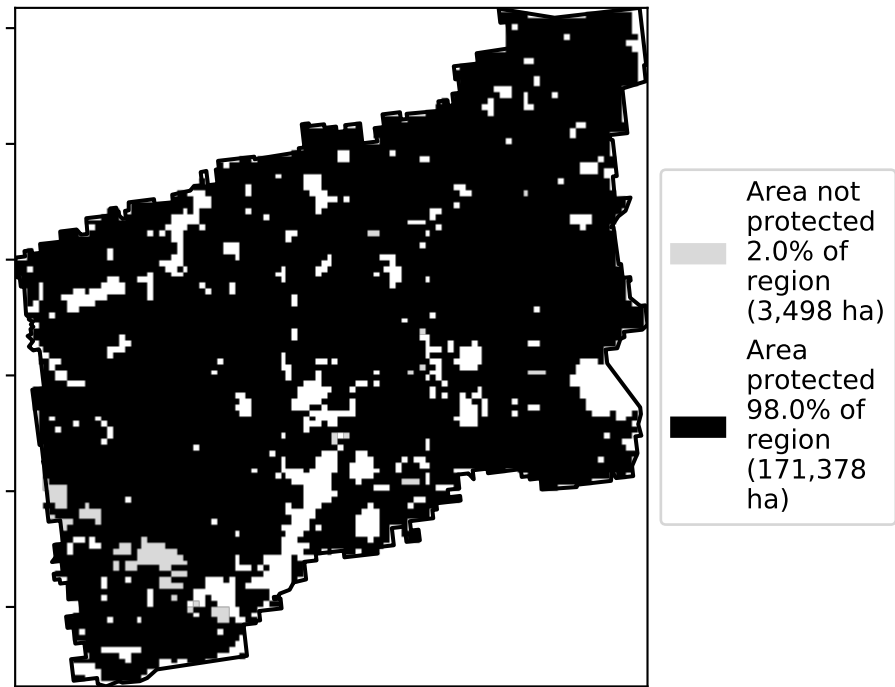 Area not
protected
2.0% of
region
(3,498 ha)
Area
protected
98.0% of
region
(171,378
ha)